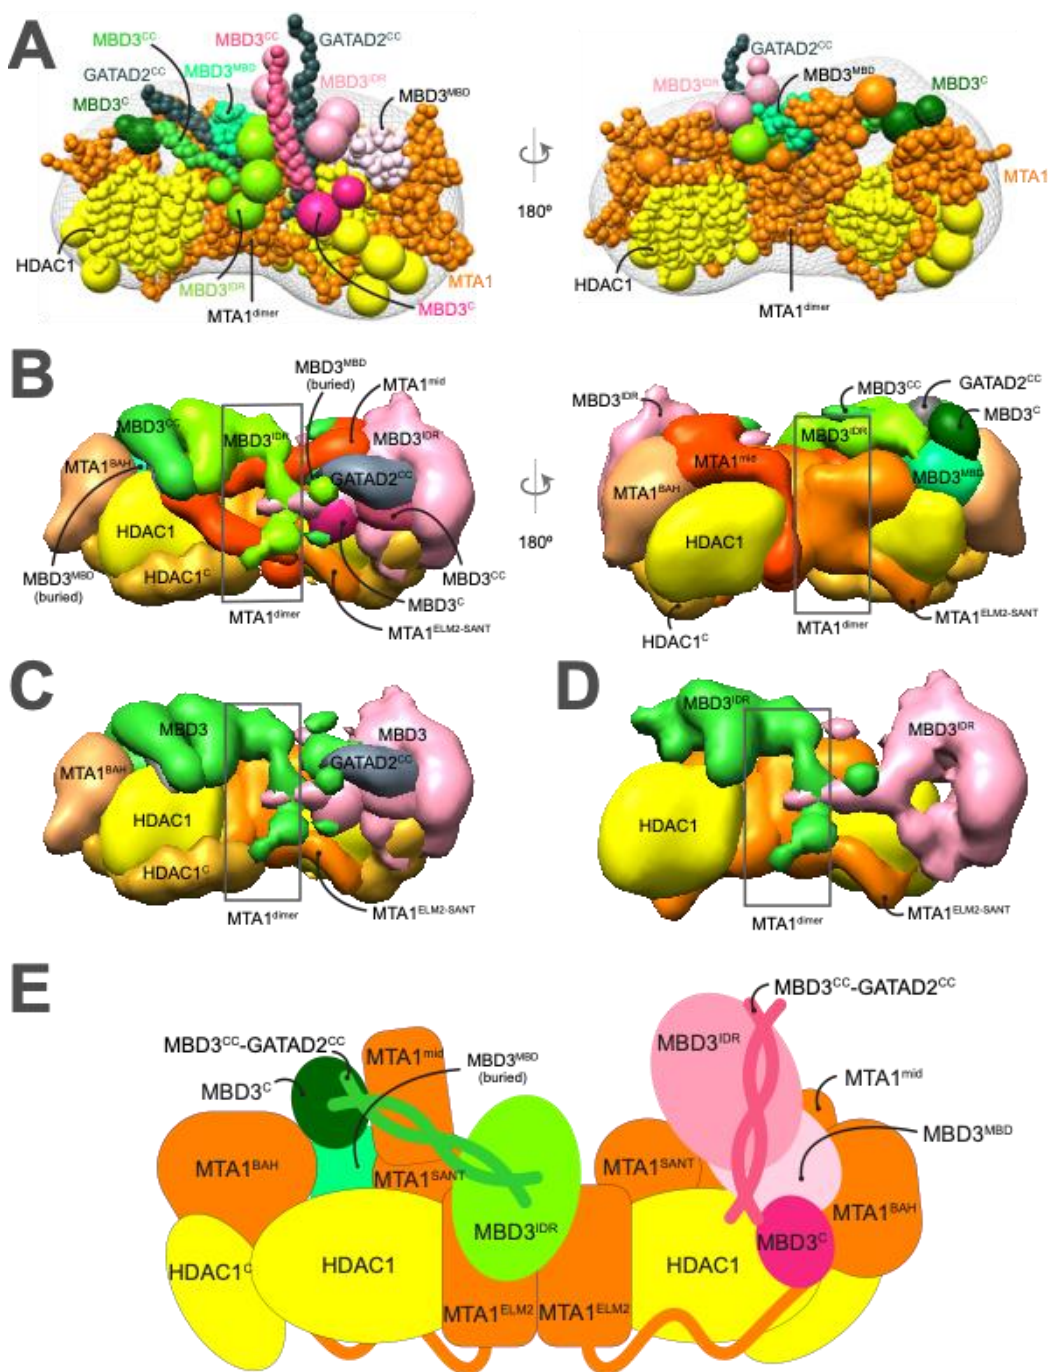 A
MBD3CC
MBD3CC
GATAD2CC
GATAD2CC
MBD3MBD
MBD3IDR
MBD3C
MBD3MBD
HDAC1
MBD3IDR
MTA1dimer
MTA1
MBD3C
180º
GATAD2CC
MBD3IDR
MBD3MBD
MBD3C
MTA1
HDAC1
MTA1dimer
B
MBD3MBD
(buried)
MTA1mid
MBD3CC
MBD3IDR
MBD3IDR
MTA1BAH
GATAD2CC
HDAC1
HDAC1C
MBD3MBD
(buried)
MBD3CC
MBD3C
MTA1dimer
MTA1ELM2-SANT
180º
MBD3IDR
MBD3CC
GATAD2CC
MBD3C
MBD3IDR
MTA1mid
MBD3MBD
MTA1BAH
HDAC1
MTA1ELM2-SANT
MTA1dimer
HDAC1C
C
MBD3
MBD3
MTA1BAH
GATAD2CC
HDAC1
HDAC1C
MTA1dimer
MTA1ELM2-SANT
D
MBD3IDR
MBD3IDR
HDAC1
MTA1ELM2-SANT
MTA1dimer
E
MBD3CC-GATAD2CC
MBD3CC-GATAD2CC
MTA1mid
MBD3MBD
(buried)
MBD3IDR
MBD3C
MTA1mid
MBD3MBD
MTA1BAH
MTA1SANT
MTA1SANT
MTA1BAH
MBD3IDR
MBD3C
HDAC1C
HDAC1
HDAC1
MTA1ELM2
MTA1ELM2